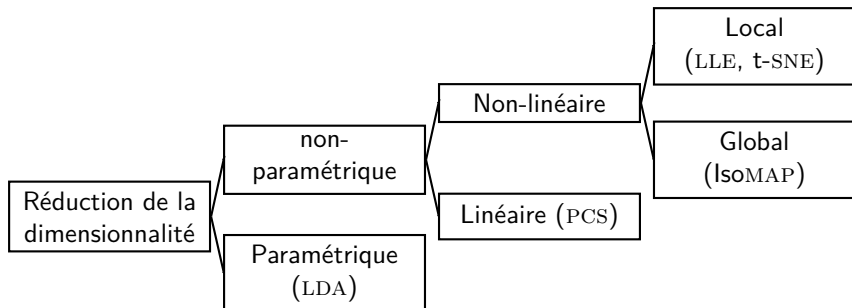 Réduction de la
dimensionnalité
non-
paramétrique
Paramétrique
(LDA)
Non-linéaire
Linéaire (PCS)
Local
(LLE, t-SNE)
Global
(IsoMAP)